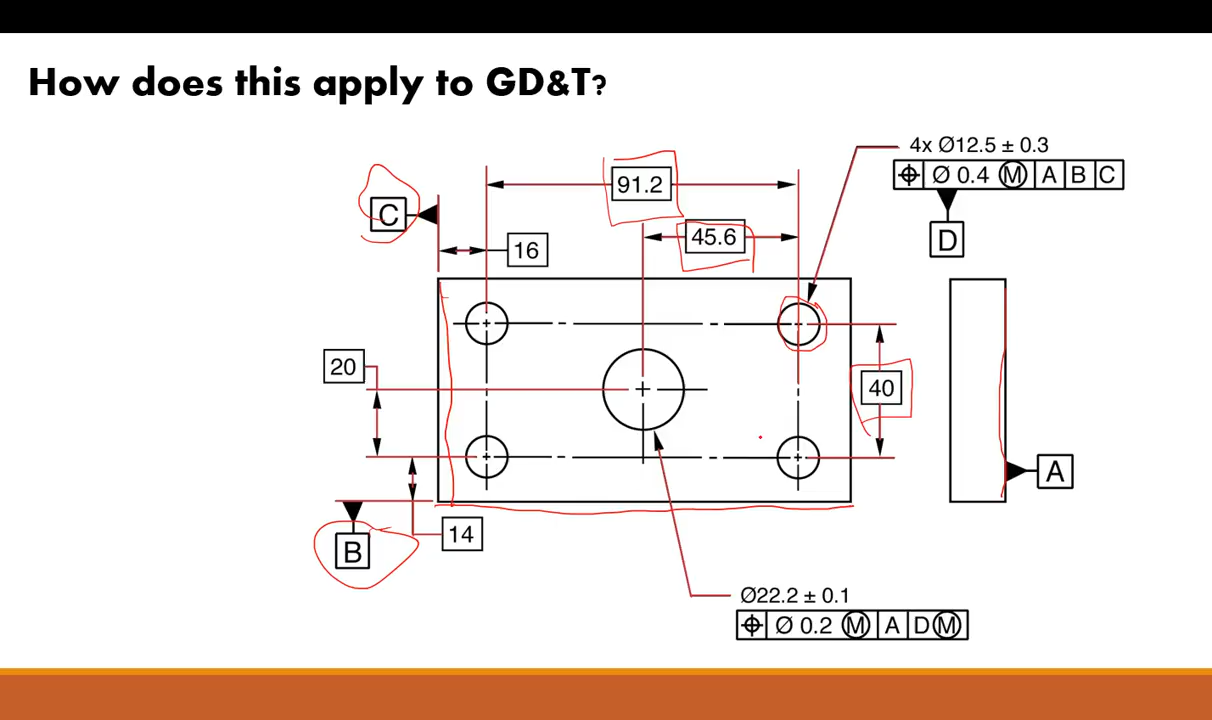 How does this apply to GD&T?
4x Ø12.5 ± 0.3
⌖ Ø 0.4 Ⓜ A B C
D
91.2
C
45.6
16
20
40
A
14
B
Ø22.2 ± 0.1
⌖ Ø 0.2 Ⓜ A DⓂ